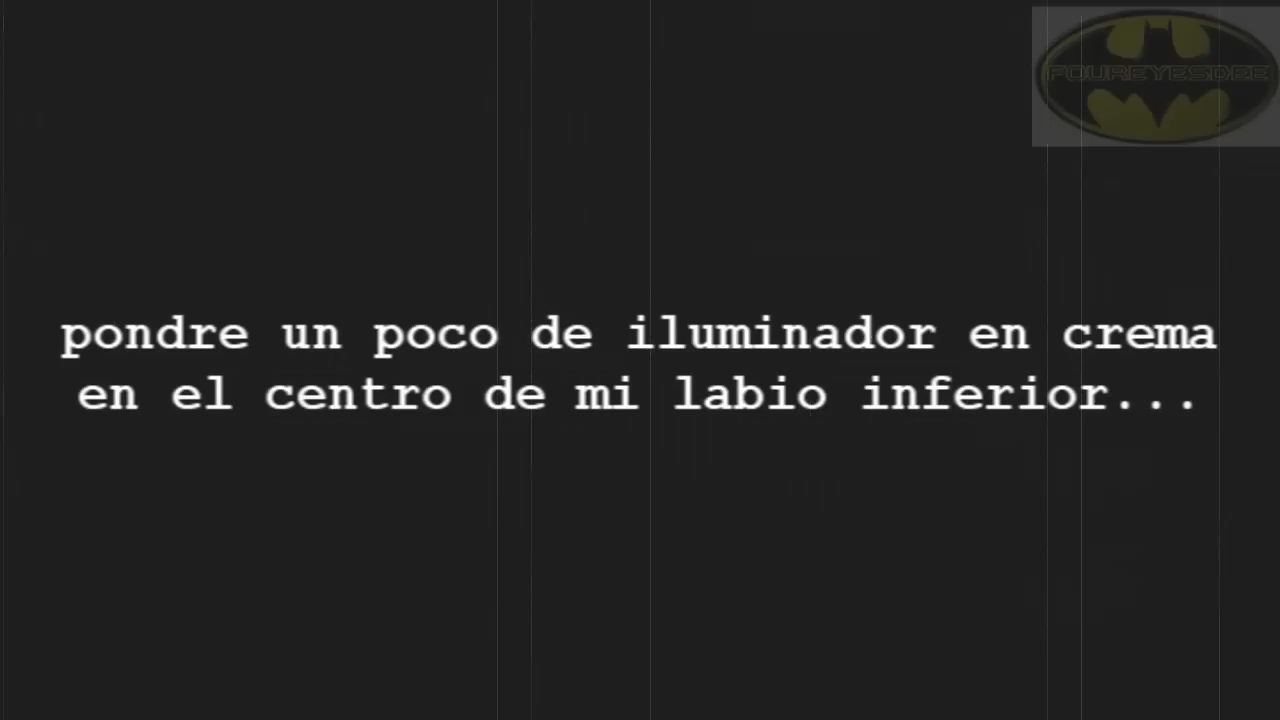 FOUREYESDEE
pondre un poco de iluminador en crema
en el centro de mi labio inferior...